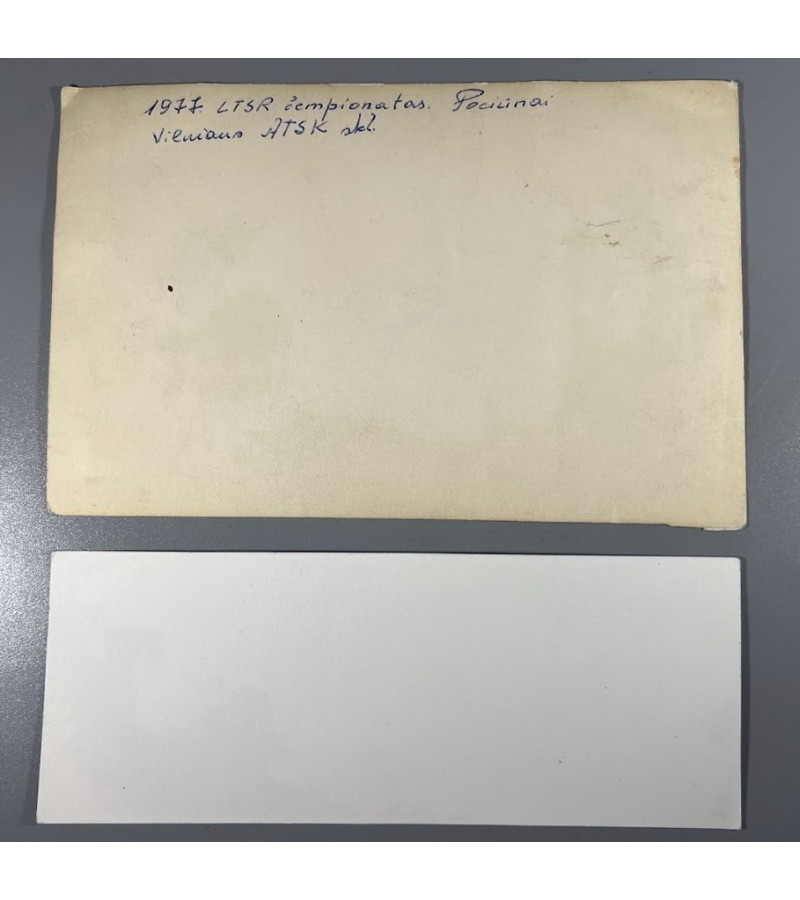 1977. LTSR čempionatas. Pociūnai
Vilniaus ATSK skl.